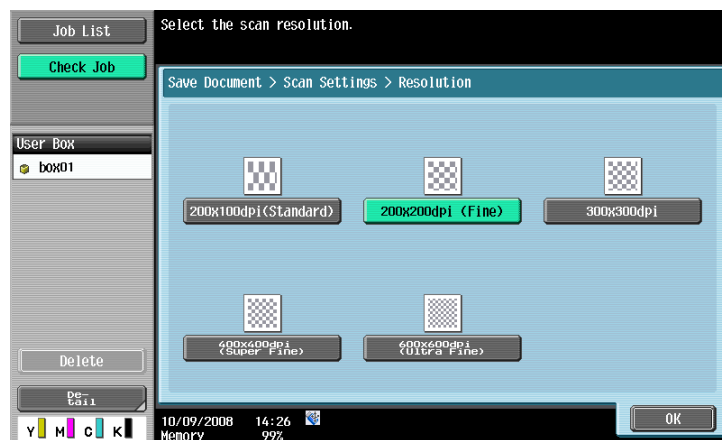 Job List
Select the scan resolution.
Check Job
Save Document > Scan Settings > Resolution
User Box
box01
200x100dpi(Standard)
200x200dpi (Fine)
300x300dpi
400x400dpi
(Super Fine)
600x600dpi
(Ultra Fine)
Delete
De-
tail
OK
10/09/2008 14:26
Memory 99%
Y M C K